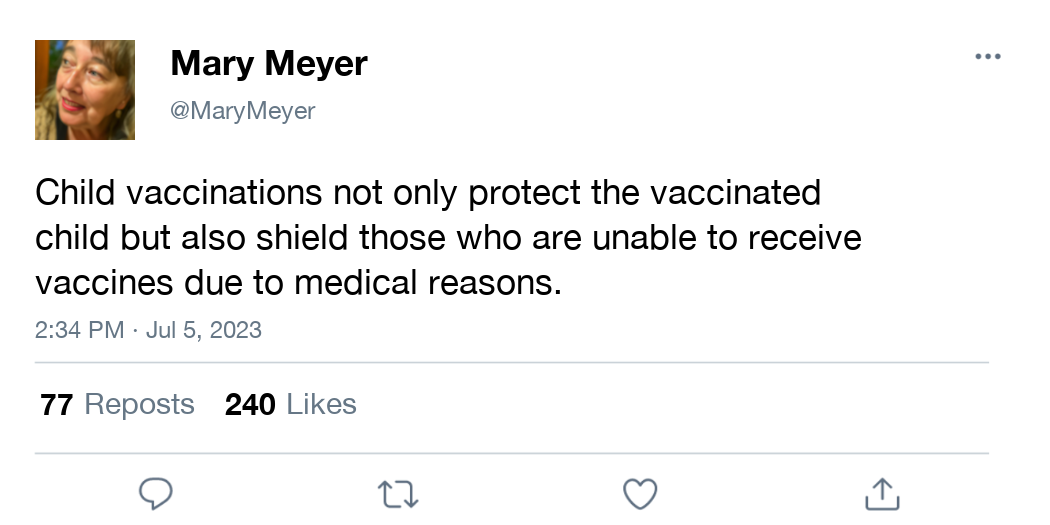 Mary Meyer
@MaryMeyer
Child vaccinations not only protect the vaccinated
child but also shield those who are unable to receive
vaccines due to medical reasons.
2:34 PM · Jul 5, 2023
77 Reposts 240 Likes